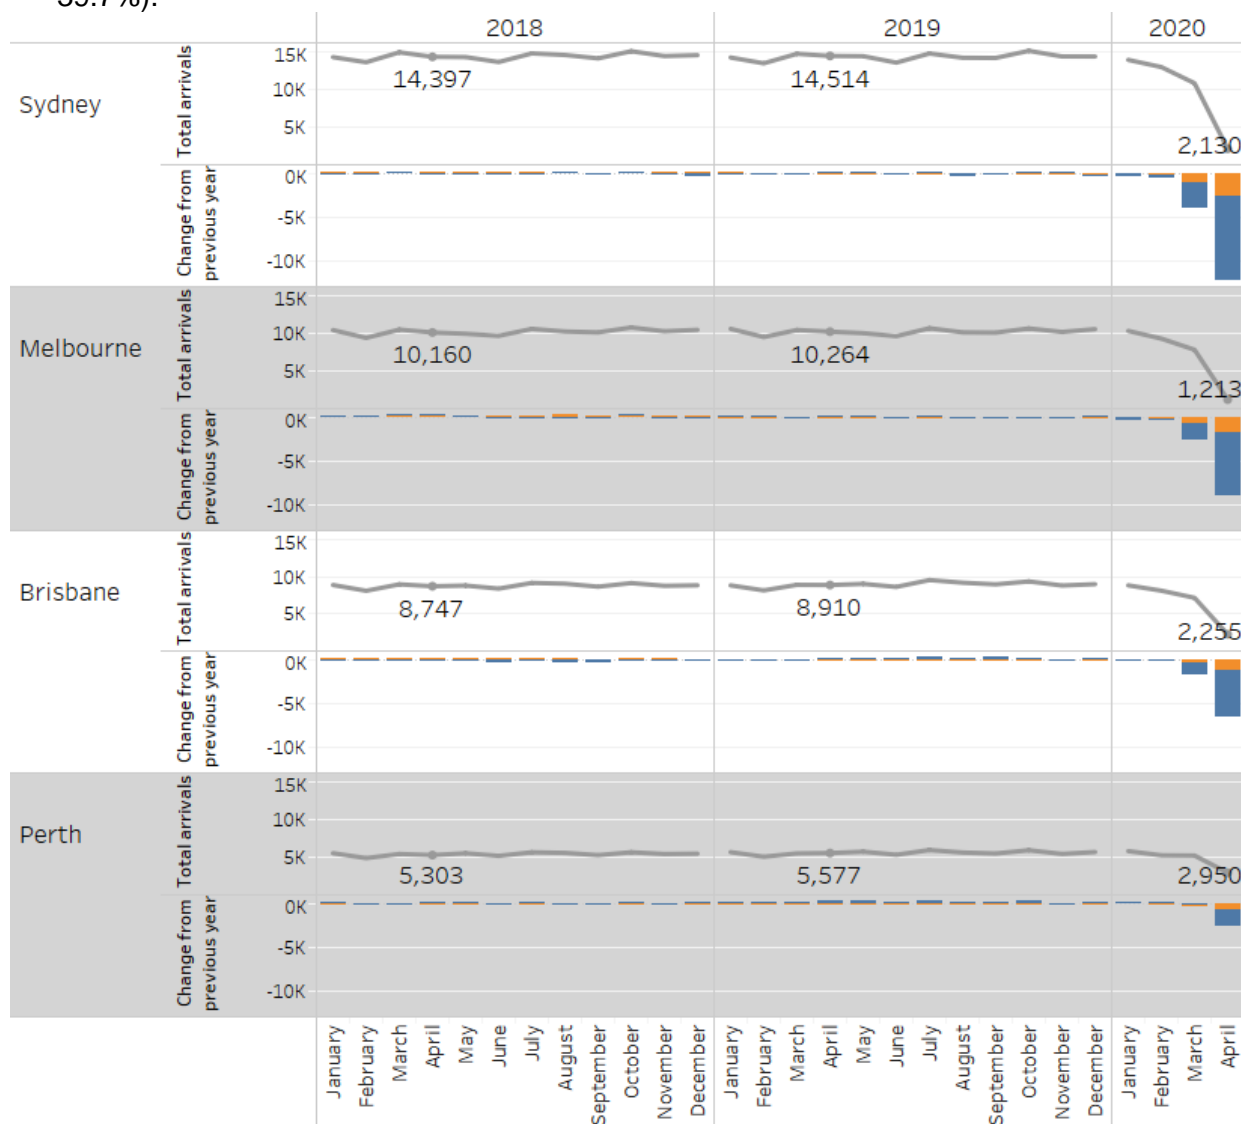 39.7%).
2018 2019 2020
Sydney
Total arrivals
15K
10K
5K
14,397 14,514 2,130
Change from
previous year
0K
-5K
-10K
Melbourne
Total arrivals
15K
10K
5K
10,160 10,264 1,213
Change from
previous year
0K
-5K
-10K
Brisbane
Total arrivals
15K
10K
5K
8,747 8,910 2,255
Change from
previous year
0K
-5K
-10K
Perth
Total arrivals
15K
10K
5K
5,303 5,577 2,950
Change from
previous year
0K
-5K
-10K
January February March April May June July August September October November December January February March April May June July August September October November December January February March April